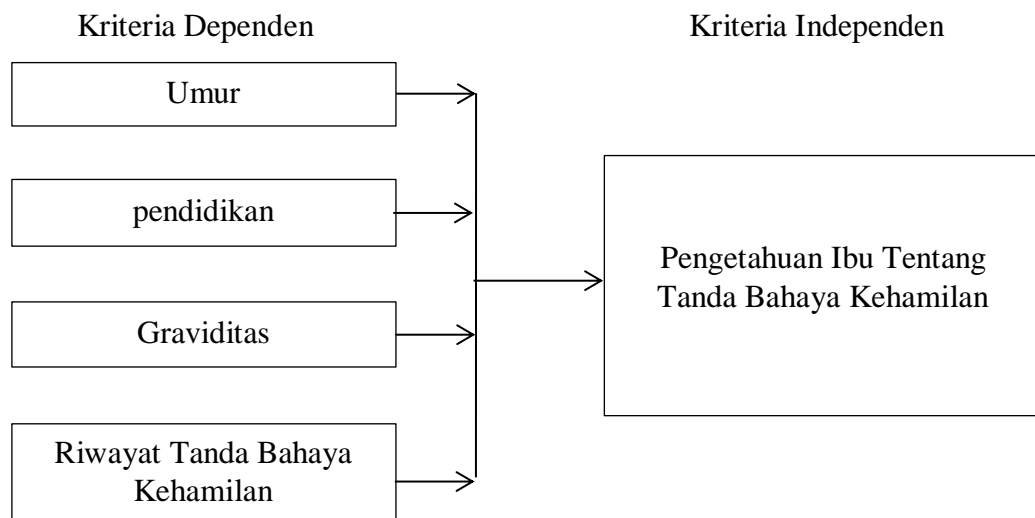 Kriteria Dependen
Kriteria Independen
Umur
pendidikan
Graviditas
Riwayat Tanda Bahaya
Kehamilan
Pengetahuan Ibu Tentang
Tanda Bahaya Kehamilan